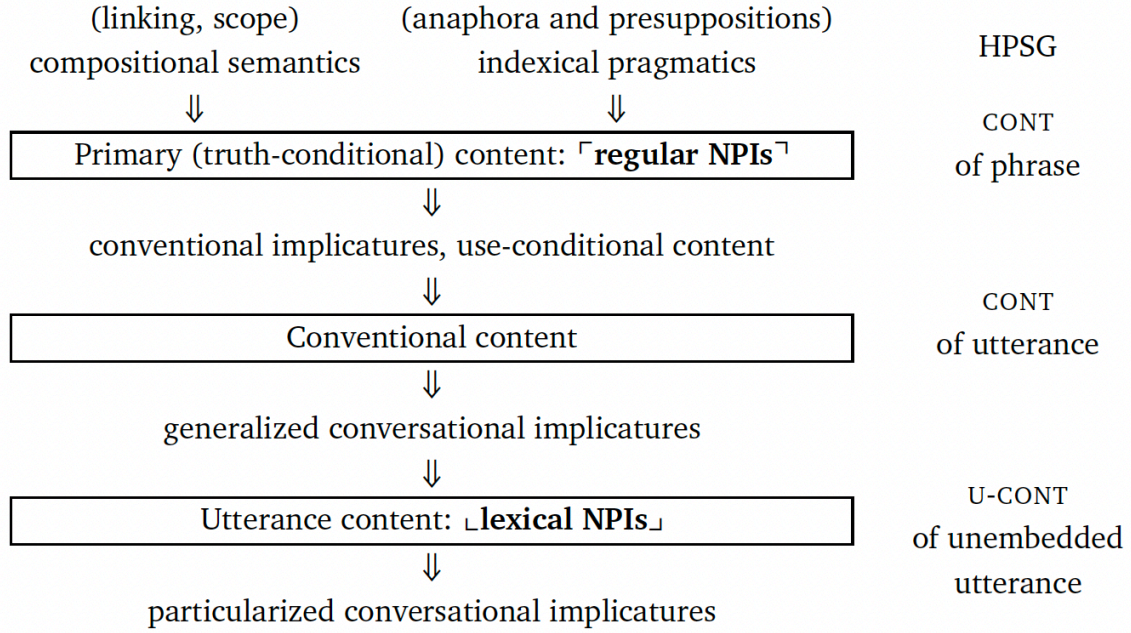 (linking, scope) (anaphora and presuppositions)
compositional semantics indexical pragmatics HPSG
⇓ ⇓
Primary (truth-conditional) content: ⌜regular NPIs⌝ CONT
of phrase
⇓
conventional implicatures, use-conditional content
⇓
Conventional content CONT
of utterance
⇓
generalized conversational implicatures
⇓
Utterance content: ⌞lexical NPIs⌟ U-CONT
of unembedded
utterance
⇓
particularized conversational implicatures